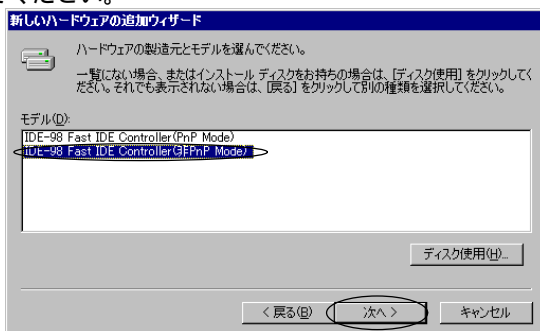 ください。
新しいハードウェアの追加ウィザード
ハードウェアの製造元とモデルを選んでください。
一覧にない場合、またはインストール ディスクをお持ちの場合は、[ディスク使用] をクリックしてく
ださい。それでも表示されない場合は、[戻る] をクリックして別の種類を選択してください。
モデル(D):
IDE-98 Fast IDE Controller(PnP Mode)
IDE-98 Fast IDE Controller(非PnP Mode)
ディスク使用(H)...
< 戻る(B)
次へ >
キャンセル